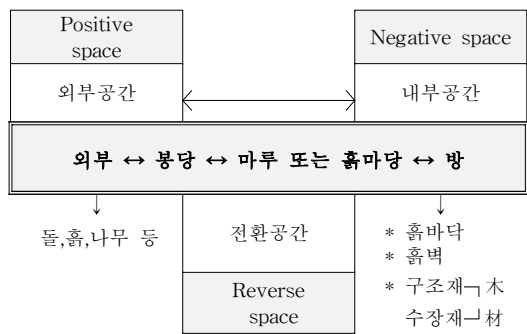 Positive
space
Negative space
외부공간
내부공간
외부 ↔ 봉당 ↔ 마루 또는 흙마당 ↔ 방
돌,흙,나무 등
전환공간
Reverse
space
* 흙바닥
* 흙벽
* 구조재┐木
수장재┘材